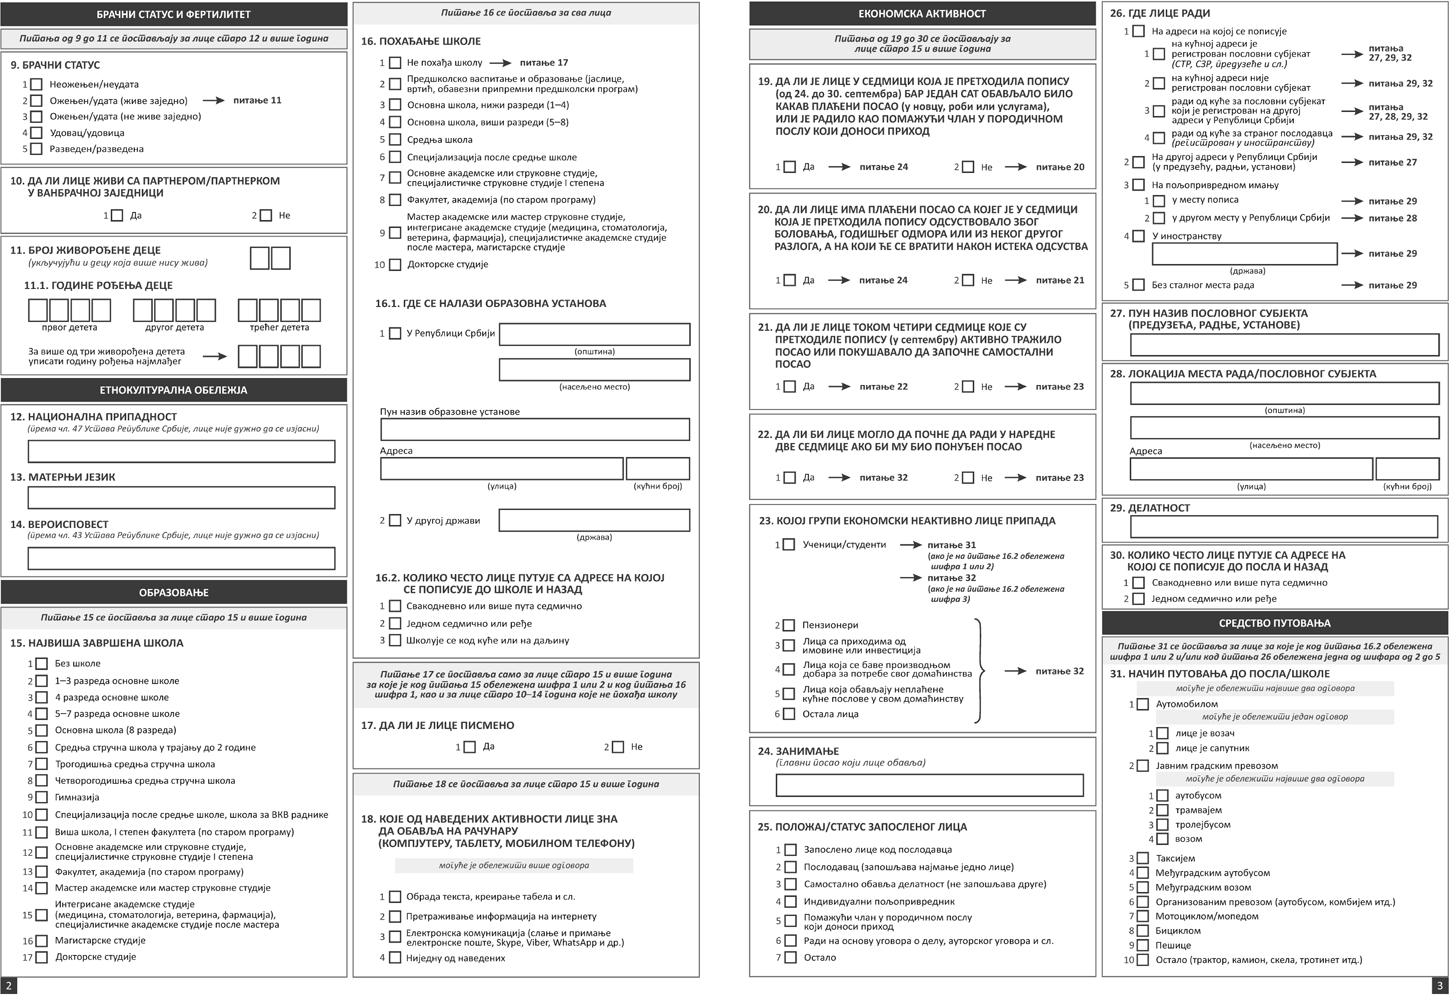 БРАЧНИ СТАТУС И ФЕРТИЛИТЕТ
Питања од 9 до 11 се постављају за лице старо 12 и више година
9. БРАЧНИ СТАТУС
1 Неожењен/неудата
2 Ожењен/удата (живе заједно) питање 11
3 Ожењен/удата (не живе заједно)
4 Удовац/удовица
5 Разведен/разведена
10. ДА ЛИ ЛИЦЕ ЖИВИ СА ПАРТНЕРОМ/ПАРТНЕРКОМ
У ВАНБРАЧНОЈ ЗАЈЕДНИЦИ
1 Да 2 Не
11. БРОЈ ЖИВОРОЂЕНЕ ДЕЦЕ
(укључујући и децу која више нису жива)
11.1. ГОДИНЕ РОЂЕЊА ДЕЦЕ
првог детета другог детета трећег детета
За више од три живорођена детета
уписати годину рођења најмлађег
ЕТНОКУЛТУРАЛНА ОБЕЛЕЖЈА
12. НАЦИОНАЛНА ПРИПАДНОСТ
(према чл. 47 Устава Републике Србије, лице није дужно да се изјасни)
13. МАТЕРЊИ ЈЕЗИК
14. ВЕРОИСПОВЕСТ
(према чл. 43 Устава Републике Србије, лице није дужно да се изјасни)
ОБРАЗОВАЊЕ
Питање 15 се поставља за лице старо 15 и више година
15. НАЈВИША ЗАВРШЕНА ШКОЛА
1 Без школе
2 1–3 разреда основне школе
3 4 разреда основне школе
4 5–7 разреда основне школе
5 Основна школа (8 разреда)
6 Средња стручна школа у трајању до 2 године
7 Трогодишња средња стручна школа
8 Четворогодишња средња стручна школа
9 Гимназија
10 Специјализација после средње школе, школа за ВКВ раднике
11 Виша школа, I степен факултета (по старом програму)
12 Основне академске или струковне студије,
специјалистичке струковне студије I степена
13 Факултет, академија (по старом програму)
14 Мастер академске или мастер струковне студије
15 Интегрисане академске студије
(медицина, стоматологија, ветерина, фармација),
специјалистичке академске студије после мастера
16 Магистарске студије
17 Докторске студије
2
Питање 16 се поставља за сва лица
16. ПОХАЂАЊЕ ШКОЛЕ
1 Не похађа школу питање 17
2 Предшколско васпитање и образовање (јаслице,
вртић, обавезни припремни предшколски програм)
3 Основна школа, нижи разреди (1–4)
4 Основна школа, виши разреди (5–8)
5 Средња школа
6 Специјализација после средње школе
7 Основне академске или струковне студије,
специјалистичке струковне студије I степена
8 Факултет, академија (по старом програму)
9 Мастер академске или мастер струковне студије,
интегрисане академске студије (медицина, стоматологија,
ветерина, фармација), специјалистичке академске студије
после мастера, магистарске студије
10 Докторске студије
16.1. ГДЕ СЕ НАЛАЗИ ОБРАЗОВНА УСТАНОВА
1 У Републици Србији
(општина)
(насељено место)
Пун назив образовне установе
Адреса
(улица) (кућни број)
2 У другој држави
(држава)
16.2. КОЛИКО ЧЕСТО ЛИЦЕ ПУТУЈЕ СА АДРЕСЕ НА КОЈОЈ
СЕ ПОПИСУЈЕ ДО ШКОЛЕ И НАЗАД
1 Свакодневно или више пута седмично
2 Једном седмично или ређе
3 Школује се код куће или на даљину
Питање 17 се поставља само за лице старо 15 и више година
за које је код питања 15 обележена шифра 1 или 2 и код питања 16
шифра 1, као и за лице старо 10–14 година које не похађа школу
17. ДА ЛИ ЈЕ ЛИЦЕ ПИСМЕНО
1 Да 2 Не
Питање 18 се поставља за лице старо 15 и више година
18. КОЈЕ ОД НАВЕДЕНИХ АКТИВНОСТИ ЛИЦЕ ЗНА
ДА ОБАВЉА НА РАЧУНАРУ
(КОМПЈУТЕРУ, ТАБЛЕТУ, МОБИЛНОМ ТЕЛЕФОНУ)
могуће је обележити више одговора
1 Обрада текста, креирање табела и сл.
2 Претраживање информација на интернету
3 Електронска комуникација (слање и примање
електронске поште, Skype, Viber, WhatsApp и др.)
4 Ниједну од наведених
ЕКОНОМСКА АКТИВНОСТ
Питања од 19 до 30 се постављају за
лице старо 15 и више година
19. ДА ЛИ ЈЕ ЛИЦЕ У СЕДМИЦИ КОЈА ЈЕ ПРЕТХОДИЛА ПОПИСУ
(од 24. до 30. септембра) БАР ЈЕДАН САТ ОБАВЉАЛО БИЛО
КАКАВ ПЛАЋЕНИ ПОСАО (у новцу, роби или услугама),
ИЛИ ЈЕ РАДИЛО КАО ПОМАЖУЋИ ЧЛАН У ПОРОДИЧНОМ
ПОСЛУ КОЈИ ДОНОСИ ПРИХОД
1 Да питање 24 2 Не питање 20
20. ДА ЛИ ЛИЦЕ ИМА ПЛАЋЕНИ ПОСАО СА КОЈЕГ ЈЕ У СЕДМИЦИ
КОЈА ЈЕ ПРЕТХОДИЛА ПОПИСУ ОДСУСТВОВАЛО ЗБОГ
БОЛОВАЊА, ГОДИШЊЕГ ОДМОРА ИЛИ ИЗ НЕКОГ ДРУГОГ
РАЗЛОГА, А НА КОЈИ ЋЕ СЕ ВРАТИТИ НАКОН ИСТЕКА ОДСУСТВА
1 Да питање 24 2 Не питање 21
21. ДА ЛИ ЈЕ ЛИЦЕ ТОКОМ ЧЕТИРИ СЕДМИЦЕ КОЈЕ СУ
ПРЕТХОДИЛЕ ПОПИСУ (у септембру) АКТИВНО ТРАЖИЛО
ПОСАО ИЛИ ПОКУШАВАЛО ДА ЗАПОЧНЕ САМОСТАЛНИ
ПОСАО
1 Да питање 22 2 Не питање 23
22. ДА ЛИ БИ ЛИЦЕ МОГЛО ДА ПОЧНЕ ДА РАДИ У НАРЕДНЕ
ДВЕ СЕДМИЦЕ АКО БИ МУ БИО ПОНУЂЕН ПОСАО
1 Да питање 32 2 Не питање 23
23. КОЈОЈ ГРУПИ ЕКОНОМСКИ НЕАКТИВНО ЛИЦЕ ПРИПАДА
1 Ученици/студенти питање 31
(ако је на питање 16.2 обележена
шифра 1 или 2)
питање 32
(ако је на питање 16.2 обележена
шифра 3)
2 Пензионери
3 Лица са приходима од
имовине или инвестиција
4 Лица која се баве производњом
добара за потребе свог домаћинства
питање 32
5 Лица која обављају неплаћене
кућне послове у свом домаћинству
6 Остала лица
24. ЗАНИМАЊЕ
(главни посао који лице обавља)
25. ПОЛОЖАЈ/СТАТУС ЗАПОСЛЕНОГ ЛИЦА
1 Запослено лице код послодавца
2 Послодавац (запошљава најмање једно лице)
3 Самостално обавља делатност (не запошљава друге)
4 Индивидуални пољопривредник
5 Помажући члан у породичном послу
који доноси приход
6 Ради на основу уговора о делу, ауторског уговора и сл.
7 Остало
26. ГДЕ ЛИЦЕ РАДИ
1 На адреси на којој се пописује
1 на кућној адреси је
регистрован пословни субјекат
(СТР, СЗР, предузеће и сл.)
питања
27, 29, 32
2 на кућној адреси није
регистрован пословни субјекат
питања 29, 32
3 ради од куће за пословни субјекат
који је регистрован на другој
адреси у Републици Србији
питања
27, 28, 29, 32
4 ради од куће за страног послодавца
(регистрован у иностранству)
питања 29, 32
2 На другој адреси у Републици Србији
(у предузећу, радњи, установи)
питање 27
3 На пољопривредном имању
1 у месту пописа питање 29
2 у другом месту у Републици Србији питање 28
4 У иностранству
питање 29
(држава)
5 Без сталног места рада питање 29
27. ПУН НАЗИВ ПОСЛОВНОГ СУБЈЕКТА
(ПРЕДУЗЕЋА, РАДЊЕ, УСТАНОВЕ)
28. ЛОКАЦИЈА МЕСТА РАДА/ПОСЛОВНОГ СУБЈЕКТА
(општина)
(насељено место)
Адреса
(улица) (кућни број)
29. ДЕЛАТНОСТ
30. КОЛИКО ЧЕСТО ЛИЦЕ ПУТУЈЕ СА АДРЕСЕ НА
КОЈОЈ СЕ ПОПИСУЈЕ ДО ПОСЛА И НАЗАД
1 Свакодневно или више пута седмично
2 Једном седмично или ређе
СРЕДСТВО ПУТОВАЊА
Питање 31 се поставља за лице за које је код питања 16.2 обележена
шифра 1 или 2 и/или код питања 26 обележена једна од шифара од 2 до 5
31. НАЧИН ПУТОВАЊА ДО ПОСЛА/ШКОЛЕ
могуће је обележити највише два одговора
1 Аутомобилом
могуће је обележити један одговор
1 лице је возач
2 лице је сапутник
2 Јавним градским превозом
могуће је обележити највише два одговора
1 аутобусом
2 трамвајем
3 тролејбусом
4 возом
3 Таксијем
4 Међуградским аутобусом
5 Међуградским возом
6 Организованим превозом (аутобусом, комбијем итд.)
7 Мотоциклом/мопедом
8 Бициклом
9 Пешице
10 Остало (трактор, камион, скела, тротинет итд.)
3